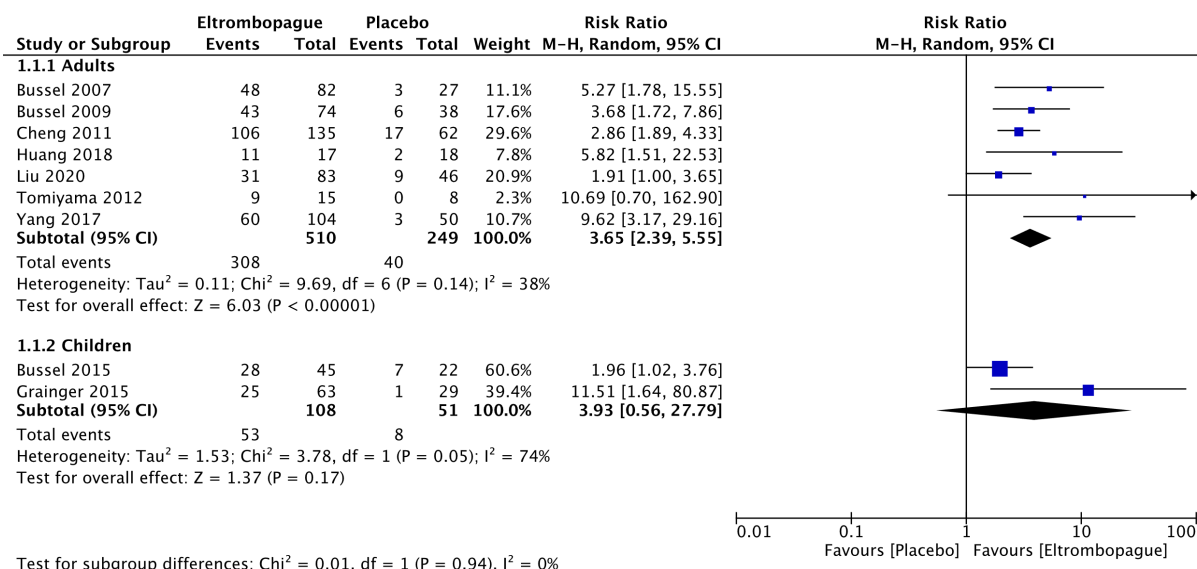 Eltrombopague Placebo Risk Ratio Risk Ratio
Study or Subgroup Events Total Events Total Weight M-H, Random, 95% CI M-H, Random, 95% CI
1.1.1 Adults
Bussel 2007 48 82 3 27 11.1% 5.27 [1.78, 15.55]
Bussel 2009 43 74 6 38 17.6% 3.68 [1.72, 7.86]
Cheng 2011 106 135 17 62 29.6% 2.86 [1.89, 4.33]
Huang 2018 11 17 2 18 7.8% 5.82 [1.51, 22.53]
Liu 2020 31 83 9 46 20.9% 1.91 [1.00, 3.65]
Tomiyama 2012 9 15 0 8 2.3% 10.69 [0.70, 162.90]
Yang 2017 60 104 3 50 10.7% 9.62 [3.17, 29.16]
Subtotal (95% CI) 510 249 100.0% 3.65 [2.39, 5.55]
Total events 308 40
Heterogeneity: Tau² = 0.11; Chi² = 9.69, df = 6 (P = 0.14); I² = 38%
Test for overall effect: Z = 6.03 (P < 0.00001)
1.1.2 Children
Bussel 2015 28 45 7 22 60.6% 1.96 [1.02, 3.76]
Grainger 2015 25 63 1 29 39.4% 11.51 [1.64, 80.87]
Subtotal (95% CI) 108 51 100.0% 3.93 [0.56, 27.79]
Total events 53 8
Heterogeneity: Tau² = 1.53; Chi² = 3.78, df = 1 (P = 0.05); I² = 74%
Test for overall effect: Z = 1.37 (P = 0.17)
0.01 0.1 1 10 100
Favours [Placebo] Favours [Eltrombopague]
Test for subgroup differences: Chi² = 0.01, df = 1 (P = 0.94), I² = 0%